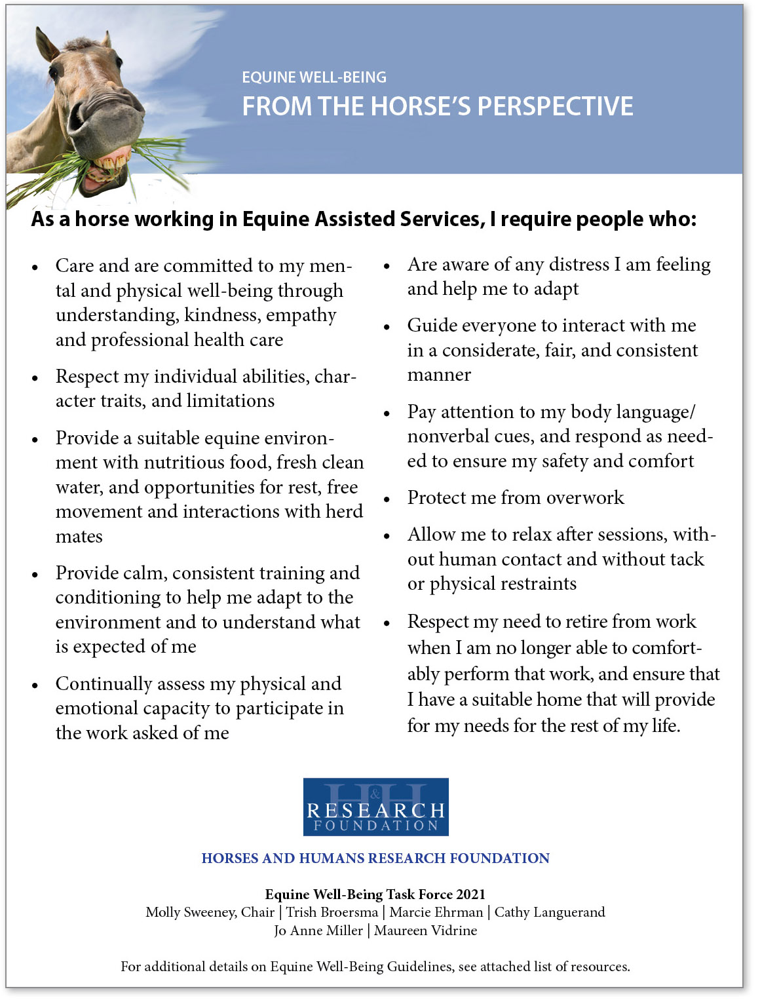 EQUINE WELL-BEING
FROM THE HORSE’S PERSPECTIVE
As a horse working in Equine Assisted Services, I require people who:
• Care and are committed to my men-
tal and physical well-being through
understanding, kindness, empathy
and professional health care
• Respect my individual abilities, char-
acter traits, and limitations
• Provide a suitable equine environ-
ment with nutritious food, fresh clean
water, and opportunities for rest, free
movement and interactions with herd
mates
• Provide calm, consistent training and
conditioning to help me adapt to the
environment and to understand what
is expected of me
• Continually assess my physical and
emotional capacity to participate in
the work asked of me
• Are aware of any distress I am feeling
and help me to adapt
• Guide everyone to interact with me
in a considerate, fair, and consistent
manner
• Pay attention to my body language/
nonverbal cues, and respond as need-
ed to ensure my safety and comfort
• Protect me from overwork
• Allow me to relax after sessions, with-
out human contact and without tack
or physical restraints
• Respect my need to retire from work
when I am no longer able to comfort-
ably perform that work, and ensure that
I have a suitable home that will provide
for my needs for the rest of my life.
H&H
RESEARCH
FOUNDATION
HORSES AND HUMANS RESEARCH FOUNDATION
Equine Well-Being Task Force 2021
Molly Sweeney, Chair | Trish Broersma | Marcie Ehrman | Cathy Languerand
Jo Anne Miller | Maureen Vidrine
For additional details on Equine Well-Being Guidelines, see attached list of resources.